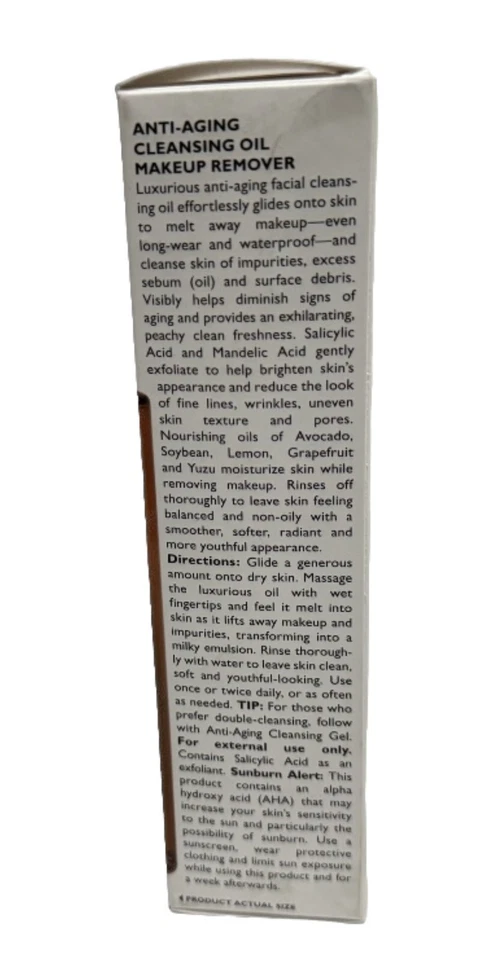 ANTI-AGING
CLEANSING OIL
MAKEUP REMOVER
Luxurious anti-aging facial cleans-
ing oil effortlessly glides onto skin
to melt away makeup—even
long-wear and waterproof—and
cleanse skin of impurities, excess
sebum (oil) and surface debris.
Visibly helps diminish signs of
aging and provides an exhilarating,
peachy clean freshness. Salicylic
Acid and Mandelic Acid gently
exfoliate to help brighten skin's
appearance and reduce the look
of fine lines, wrinkles, uneven
skin texture and pores.
Nourishing oils of Avocado,
Soybean, Lemon, Grapefruit
and Yuzu moisturize skin while
removing makeup. Rinses off
thoroughly to leave skin feeling
balanced and non-oily with a
smoother, softer, radiant and
more youthful appearance.
Directions: Glide a generous
amount onto dry skin. Massage
the luxurious oil with wet
fingertips and feel it melt into
skin as it lifts away makeup and
impurities, transforming into a
milky emulsion. Rinse thorough-
ly with water to leave skin clean,
soft and youthful-looking. Use
once or twice daily, or as often
as needed. TIP: For those who
prefer double-cleansing, follow
with Anti-Aging Cleansing Gel.
For external use only.
Contains Salicylic Acid as an
exfoliant. Sunburn Alert: This
product contains an alpha
hydroxy acid (AHA) that may
increase your skin's sensitivity
to the sun and particularly the
possibility of sunburn. Use a
sunscreen, wear protective
clothing and limit sun exposure
while using this product and for
a week afterwards.
PRODUCT ACTUAL SIZE